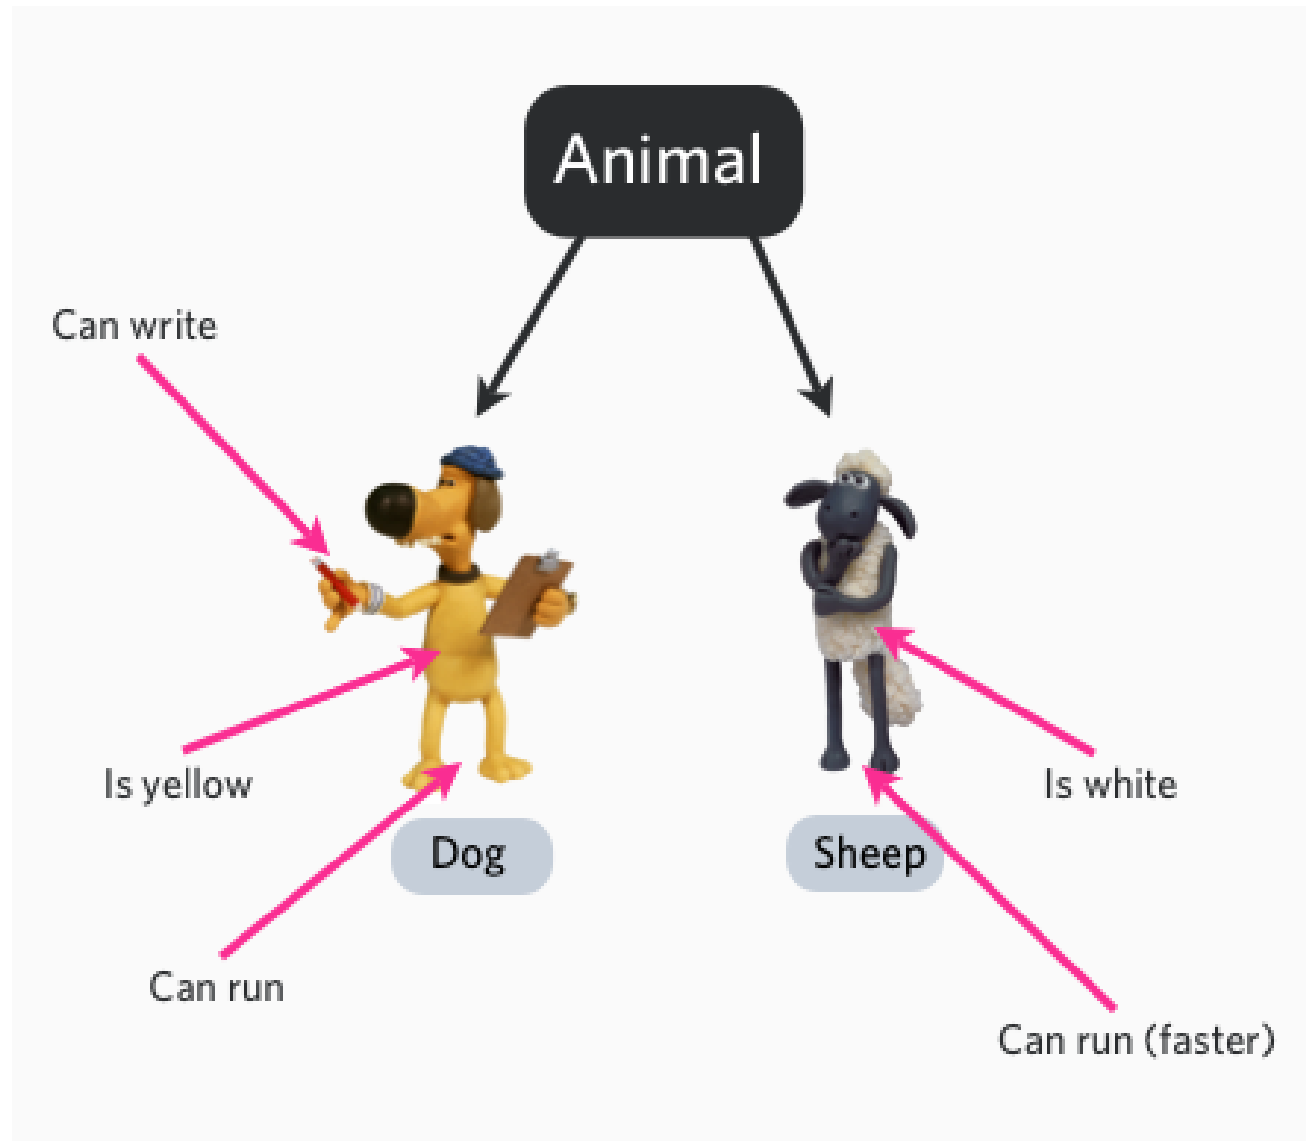 Animal
Can write
Is yellow
Is white
Dog
Sheep
Can run
Can run (faster)